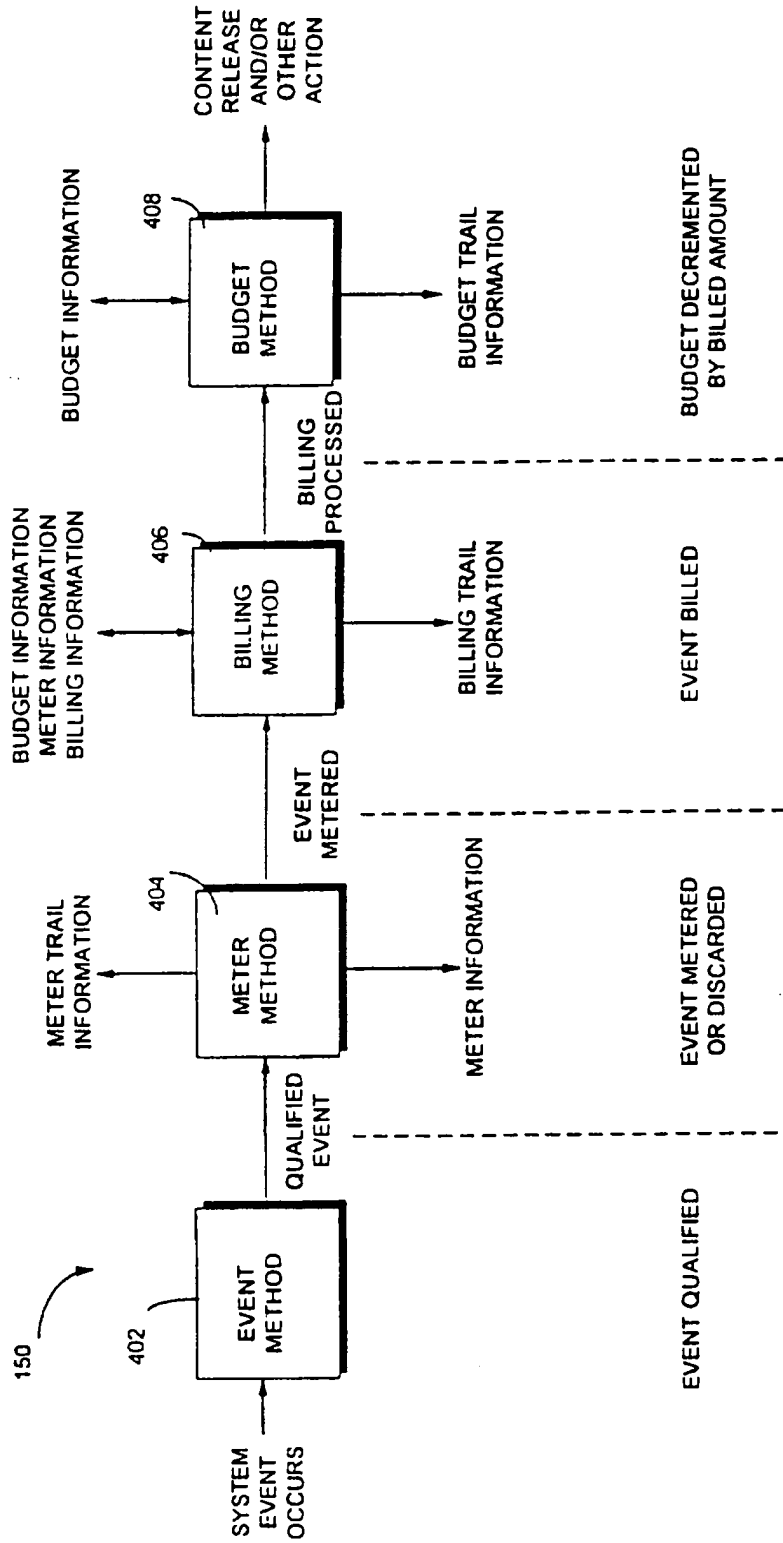 150
SYSTEM
EVENT
OCCURS
402
EVENT
METHOD
QUALIFIED
EVENT
EVENT QUALIFIED
METER TRAIL
INFORMATION
404
METER
METHOD
METER INFORMATION
EVENT
METERED
EVENT METERED
OR DISCARDED
BUDGET INFORMATION
METER INFORMATION
BILLING INFORMATION
406
BILLING
METHOD
BILLING TRAIL
INFORMATION
BILLING
PROCESSED
EVENT BILLED
BUDGET INFORMATION
408
BUDGET
METHOD
BUDGET TRAIL
INFORMATION
CONTENT
RELEASE
AND/OR
OTHER
ACTION
BUDGET DECREMENTED
BY BILLED AMOUNT